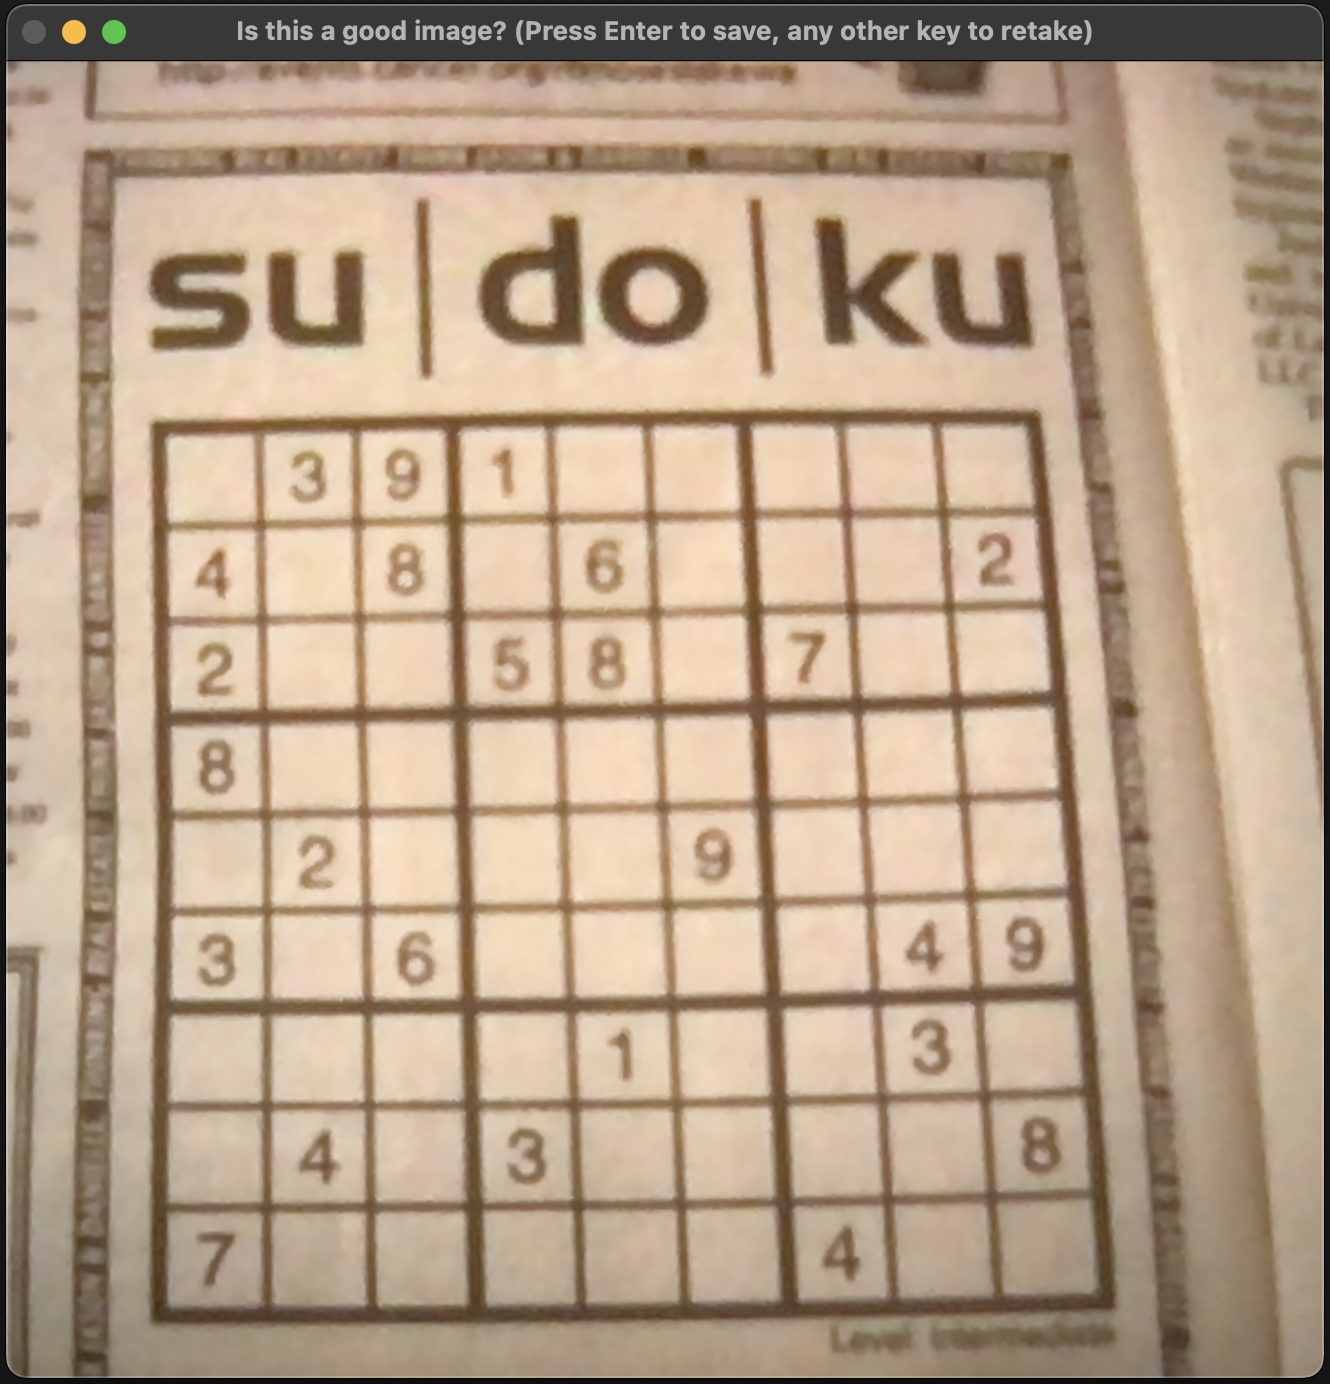 Is this a good image? (Press Enter to save, any other key to retake)
su | do | ku
3 9 1
4 8 6 2
2 5 8 7
8
2 9
3 6 4 9
1 3
4 3 8
7 4
Level: Intermediate